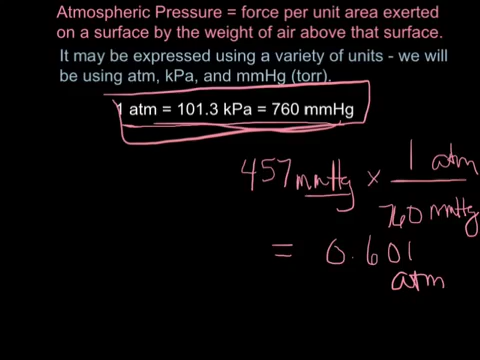 Atmospheric Pressure = force per unit area exerted
on a surface by the weight of air above that surface.
It may be expressed using a variety of units - we will
be using atm, kPa, and mmHg (torr).
1 atm = 101.3 kPa = 760 mmHg
457 mmHg × 1 atm
760 mmHg
= 0.601
atm